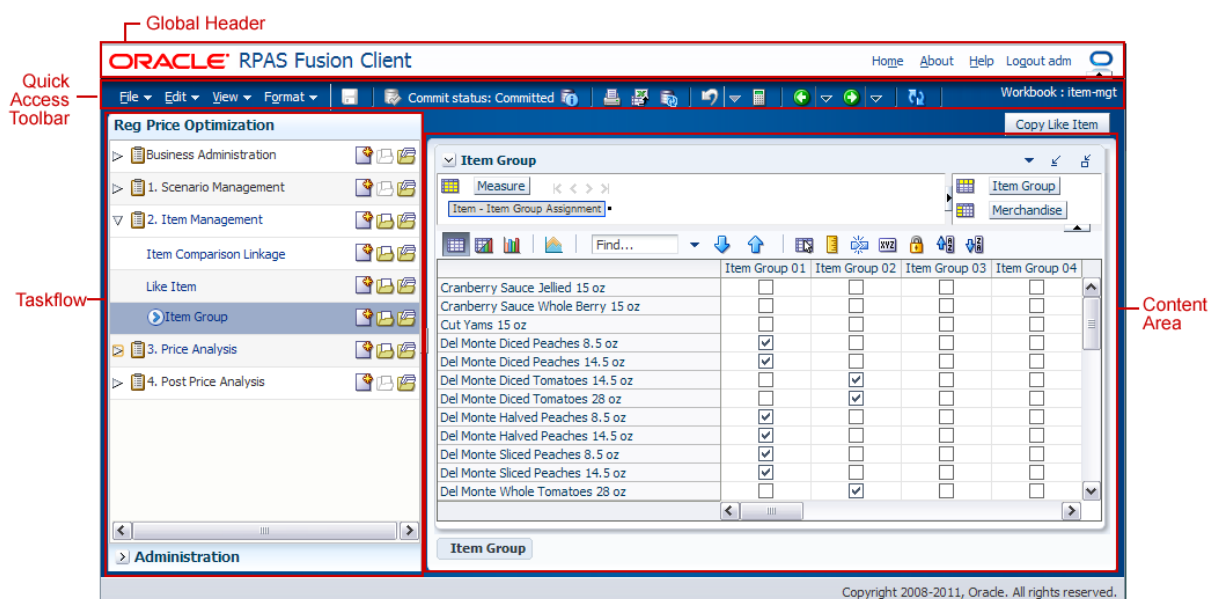 Global Header
ORACLE® RPAS Fusion Client
Home About Help Logout adm
Quick
Access
Toolbar
File Edit View Format Commit status: Committed Workbook : item-mgt
Reg Price Optimization
Copy Like Item
Business Administration
1. Scenario Management
2. Item Management
Item Comparison Linkage
Like Item
Item Group
3. Price Analysis
4. Post Price Analysis
Administration
Taskflow
Item Group
Measure
Item - Item Group Assignment
Item Group
Merchandise
Find... XYZ
Item Group 01 Item Group 02 Item Group 03 Item Group 04
Cranberry Sauce Jellied 15 oz
Cranberry Sauce Whole Berry 15 oz
Cut Yams 15 oz
Del Monte Diced Peaches 8.5 oz
Del Monte Diced Peaches 14.5 oz
Del Monte Diced Tomatoes 14.5 oz
Del Monte Diced Tomatoes 28 oz
Del Monte Halved Peaches 8.5 oz
Del Monte Halved Peaches 14.5 oz
Del Monte Sliced Peaches 8.5 oz
Del Monte Sliced Peaches 14.5 oz
Del Monte Whole Tomatoes 28 oz
Item Group
Content
Area
Copyright 2008-2011, Oracle. All rights reserved.